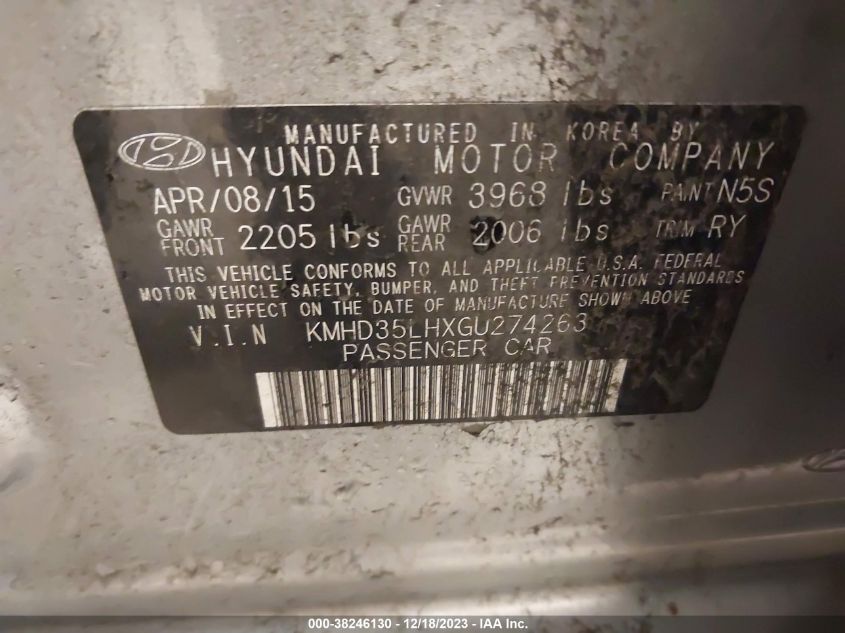 MANUFACTURED IN KOREA BY
HYUNDAI MOTOR COMPANY
APR/08/15 GVWR 3968 lbs PAINT N5S
GAWR FRONT 2205 lbs GAWR REAR 2006 lbs TRIM RY
THIS VEHICLE CONFORMS TO ALL APPLICABLE U.S.A. FEDERAL
MOTOR VEHICLE SAFETY, BUMPER, AND THEFT PREVENTION STANDARDS
IN EFFECT ON THE DATE OF MANUFACTURE SHOWN ABOVE
V.I.N KMHD35LHXGU274263
PASSENGER CAR
000-38246130 - 12/18/2023 - IAA Inc.